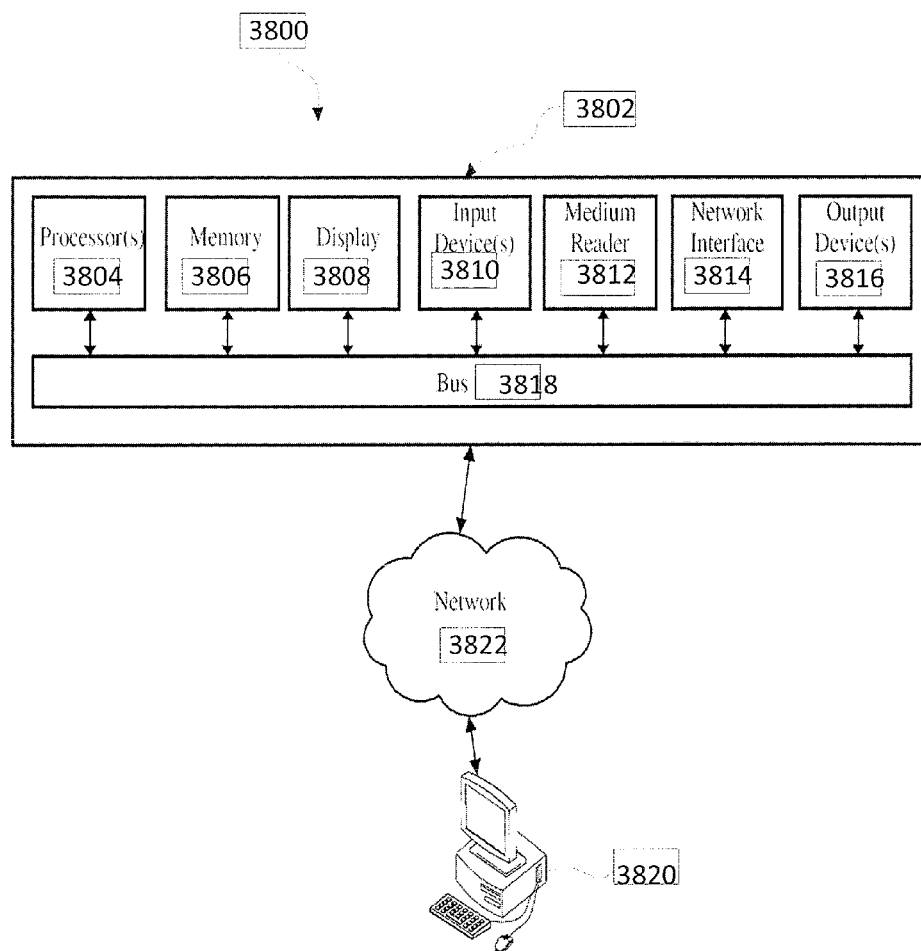 3800
3802
Processor(s)
3804
Memory
3806
Display
3808
Input
Device(s)
3810
Medium
Reader
3812
Network
Interface
3814
Output
Device(s)
3816
Bus 3818
Network
3822
3820